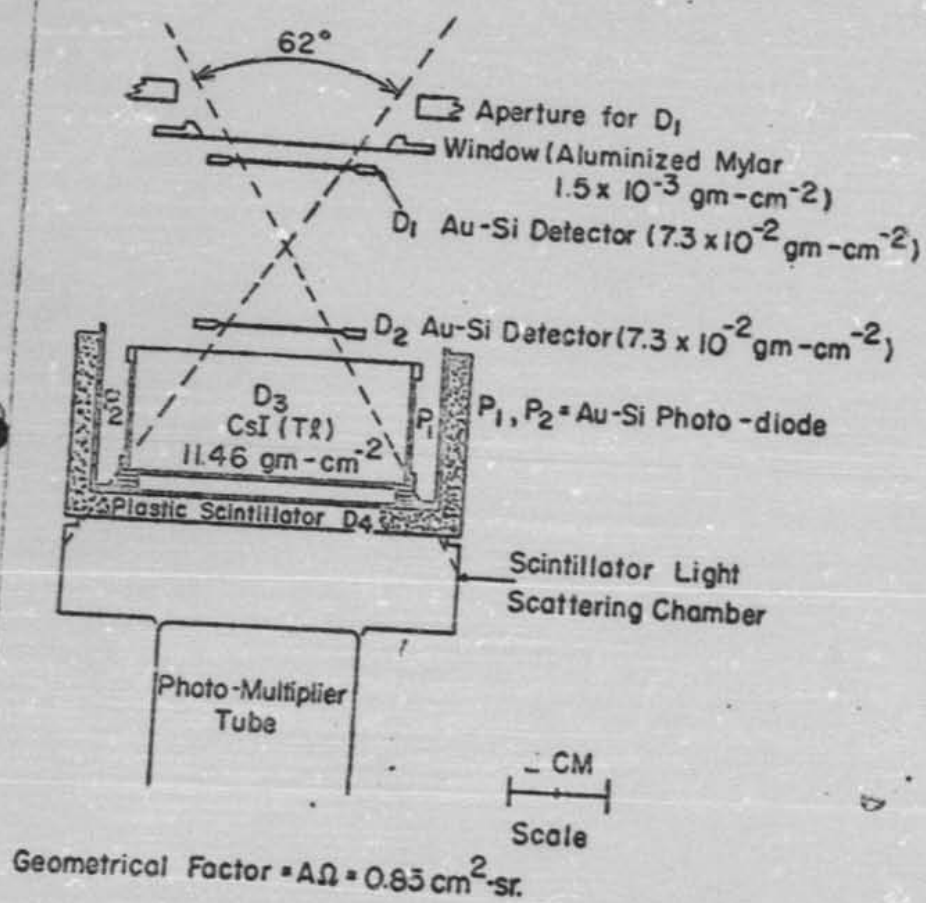 62°
Aperture for D₁
Window (Aluminized Mylar
1.5 x 10⁻³ gm-cm⁻²)
D₁ Au-Si Detector (7.3 x 10⁻² gm-cm⁻²)
D₂ Au-Si Detector (7.3 x 10⁻² gm-cm⁻²)
D₃
CsI (Tℓ)
11.46 gm-cm⁻²
P₂
P₁
P₁, P₂ = Au-Si Photo-diode
Plastic Scintillator D₄
Scintillator Light
Scattering Chamber
Photo-Multiplier
Tube
CM
Scale
Geometrical Factor = AΩ = 0.85 cm²-sr.